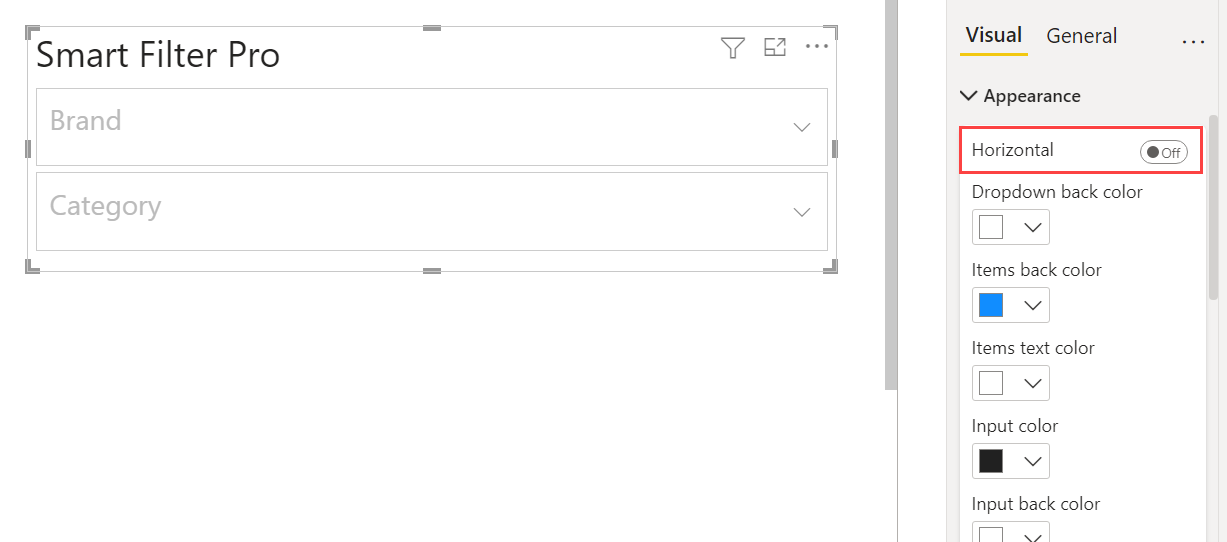 Smart Filter Pro
Brand
Category
Visual General
Appearance
Horizontal Off
Dropdown back color
Items back color
Items text color
Input color
Input back color